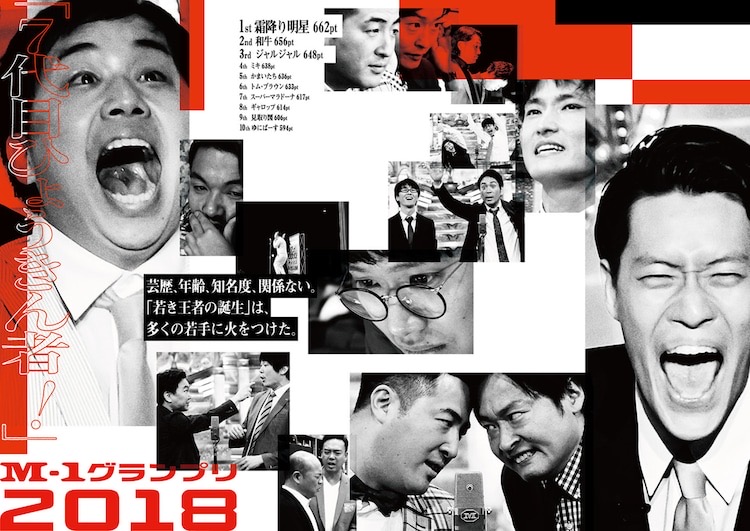 「7代目ひょうきん者!」
1st 霜降り明星 662pt
2nd 和牛 656pt
3rd ジャルジャル 648pt
4th ミキ 638pt
5th かまいたち 636pt
6th トム・ブラウン 633pt
7th スーパーマラドーナ 617pt
8th ギャロップ 614pt
9th 見取り図 606pt
10th ゆにばーす 594pt
芸歴、年齢、知名度、関係ない。
「若き王者の誕生」は、
多くの若手に火をつけた。
M-1グランプリ
2018